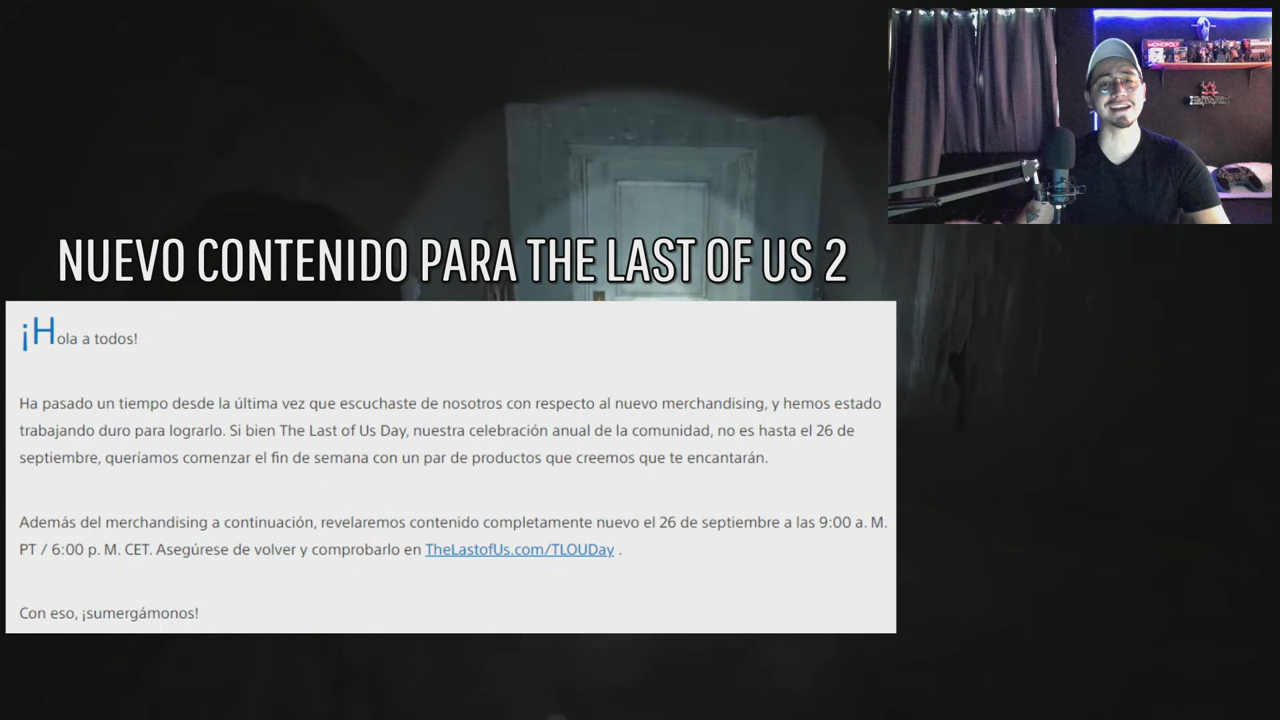 MONOPOLY
NUEVO CONTENIDO PARA THE LAST OF US 2
¡Hola a todos!
Ha pasado un tiempo desde la última vez que escuchaste de nosotros con respecto al nuevo merchandising, y hemos estado
trabajando duro para lograrlo. Si bien The Last of Us Day, nuestra celebración anual de la comunidad, no es hasta el 26 de
septiembre, queríamos comenzar el fin de semana con un par de productos que creemos que te encantarán.
Además del merchandising a continuación, revelaremos contenido completamente nuevo el 26 de septiembre a las 9:00 a. M.
PT / 6:00 p. M. CET. Asegúrese de volver y comprobarlo en TheLastofUs.com/TLOUDay .
Con eso, ¡sumergámonos!